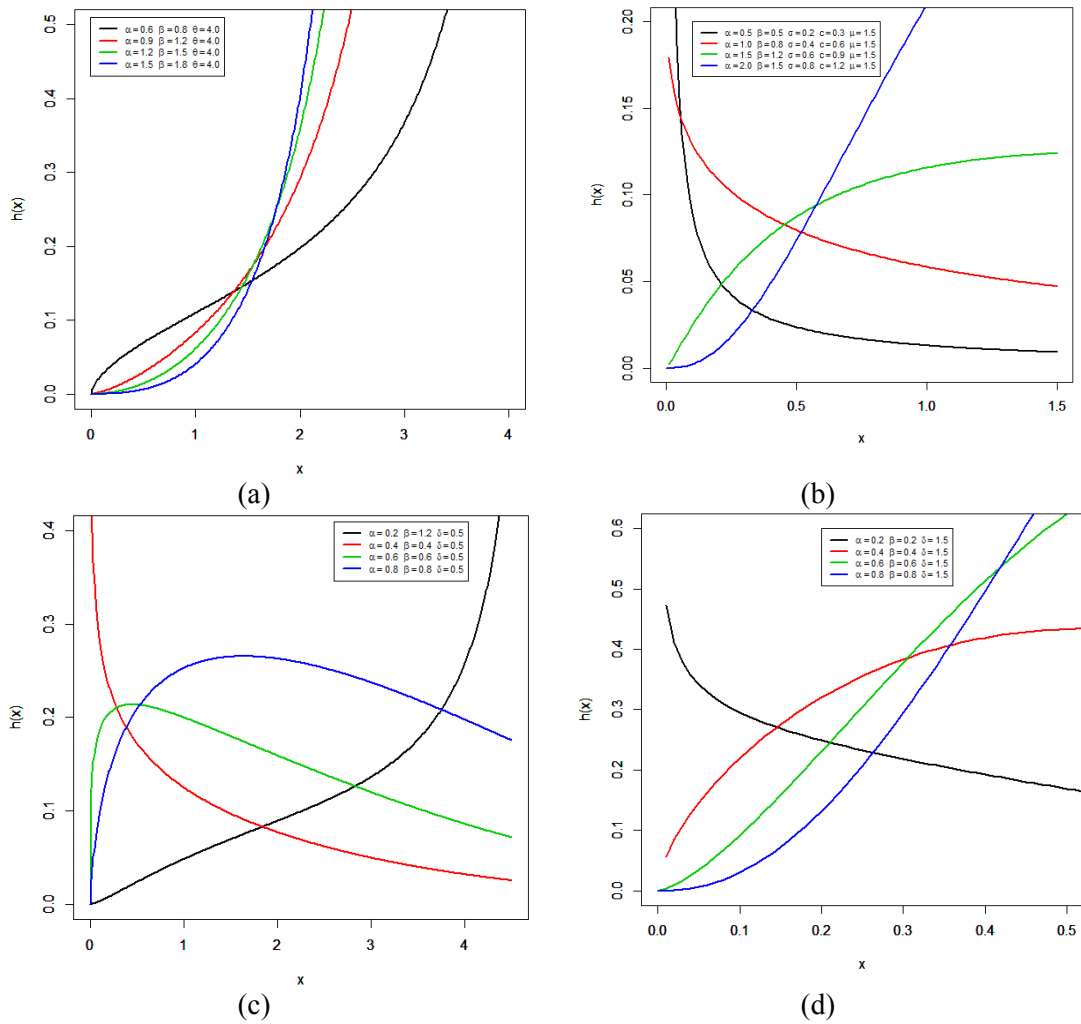 α=0.6 β=0.8 θ=4.0
α=0.9 β=1.2 θ=4.0
α=1.2 β=1.5 θ=4.0
α=1.5 β=1.8 θ=4.0
h(x)
0.5
0.4
0.3
0.2
0.1
0.0
0 1 2 3 4
x
(a)
α=0.5 β=0.5 σ=0.2 c=0.3 μ=1.5
α=1.0 β=0.8 σ=0.4 c=0.6 μ=1.5
α=1.5 β=1.2 σ=0.6 c=0.9 μ=1.5
α=2.0 β=1.5 σ=0.8 c=1.2 μ=1.5
h(x)
0.20
0.15
0.10
0.05
0.00
0.0 0.5 1.0 1.5
x
(b)
α=0.2 β=1.2 δ=0.5
α=0.4 β=0.4 δ=0.5
α=0.6 β=0.6 δ=0.5
α=0.8 β=0.8 δ=0.5
h(x)
0.4
0.3
0.2
0.1
0.0
0 1 2 3 4
x
(c)
α=0.2 β=0.2 δ=1.5
α=0.4 β=0.4 δ=1.5
α=0.6 β=0.6 δ=1.5
α=0.8 β=0.8 δ=1.5
h(x)
0.6
0.5
0.4
0.3
0.2
0.1
0.0
0.0 0.1 0.2 0.3 0.4 0.5
x
(d)